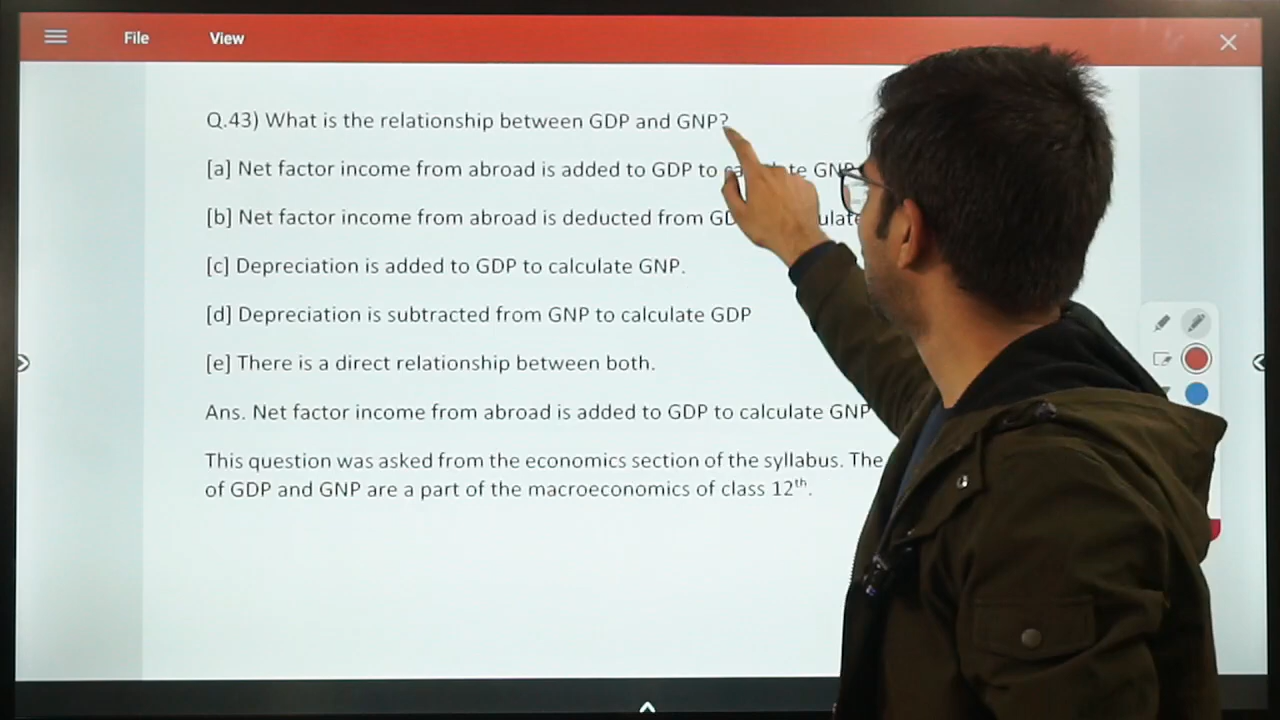 File View
Q.43) What is the relationship between GDP and GNP?
[a] Net factor income from abroad is added to GDP to GNP
[b] Net factor income from abroad is deducted from
[c] Depreciation is added to GDP to calculate GNP.
[d] Depreciation is subtracted from GNP to calculate GDP
[e] There is a direct relationship between both.
Ans. Net factor income from abroad is added to GDP to calculate GNP
This question was asked from the economics section of the syllabus. The
of GDP and GNP are a part of the macroeconomics of class 12th.